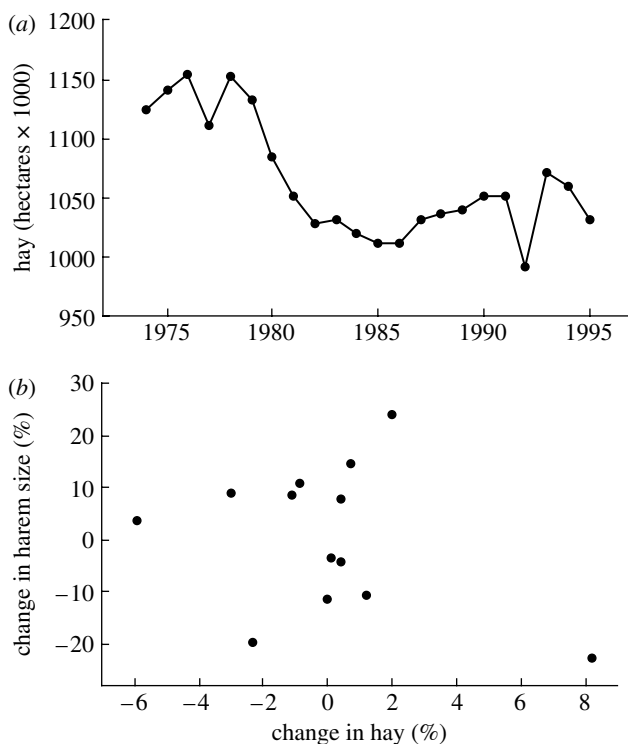 (a)
1200
1150
1100
1050
1000
950
hay (hectares × 1000)
1975 1980 1985 1990 1995
(b)
30
20
10
0
−10
−20
change in harem size (%)
−6 −4 −2 0 2 4 6 8
change in hay (%)